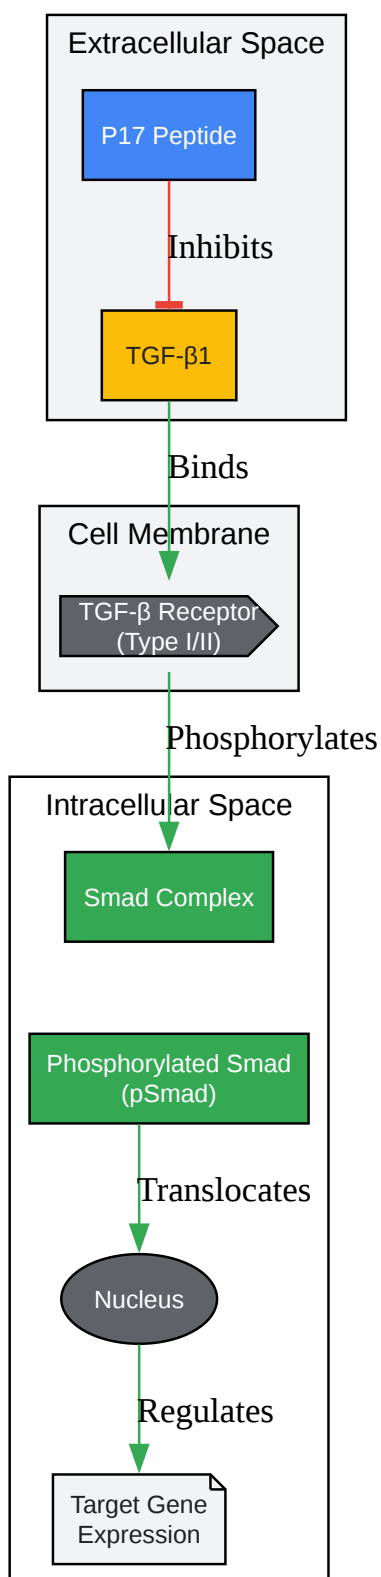 Extracellular Space
P17 Peptide
Inhibits
TGF-β1
Binds
Cell Membrane
TGF-β Receptor
(Type I/II)
Phosphorylates
Intracellular Space
Smad Complex
Phosphorylated Smad
(pSmad)
Translocates
Nucleus
Regulates
Target Gene
Expression